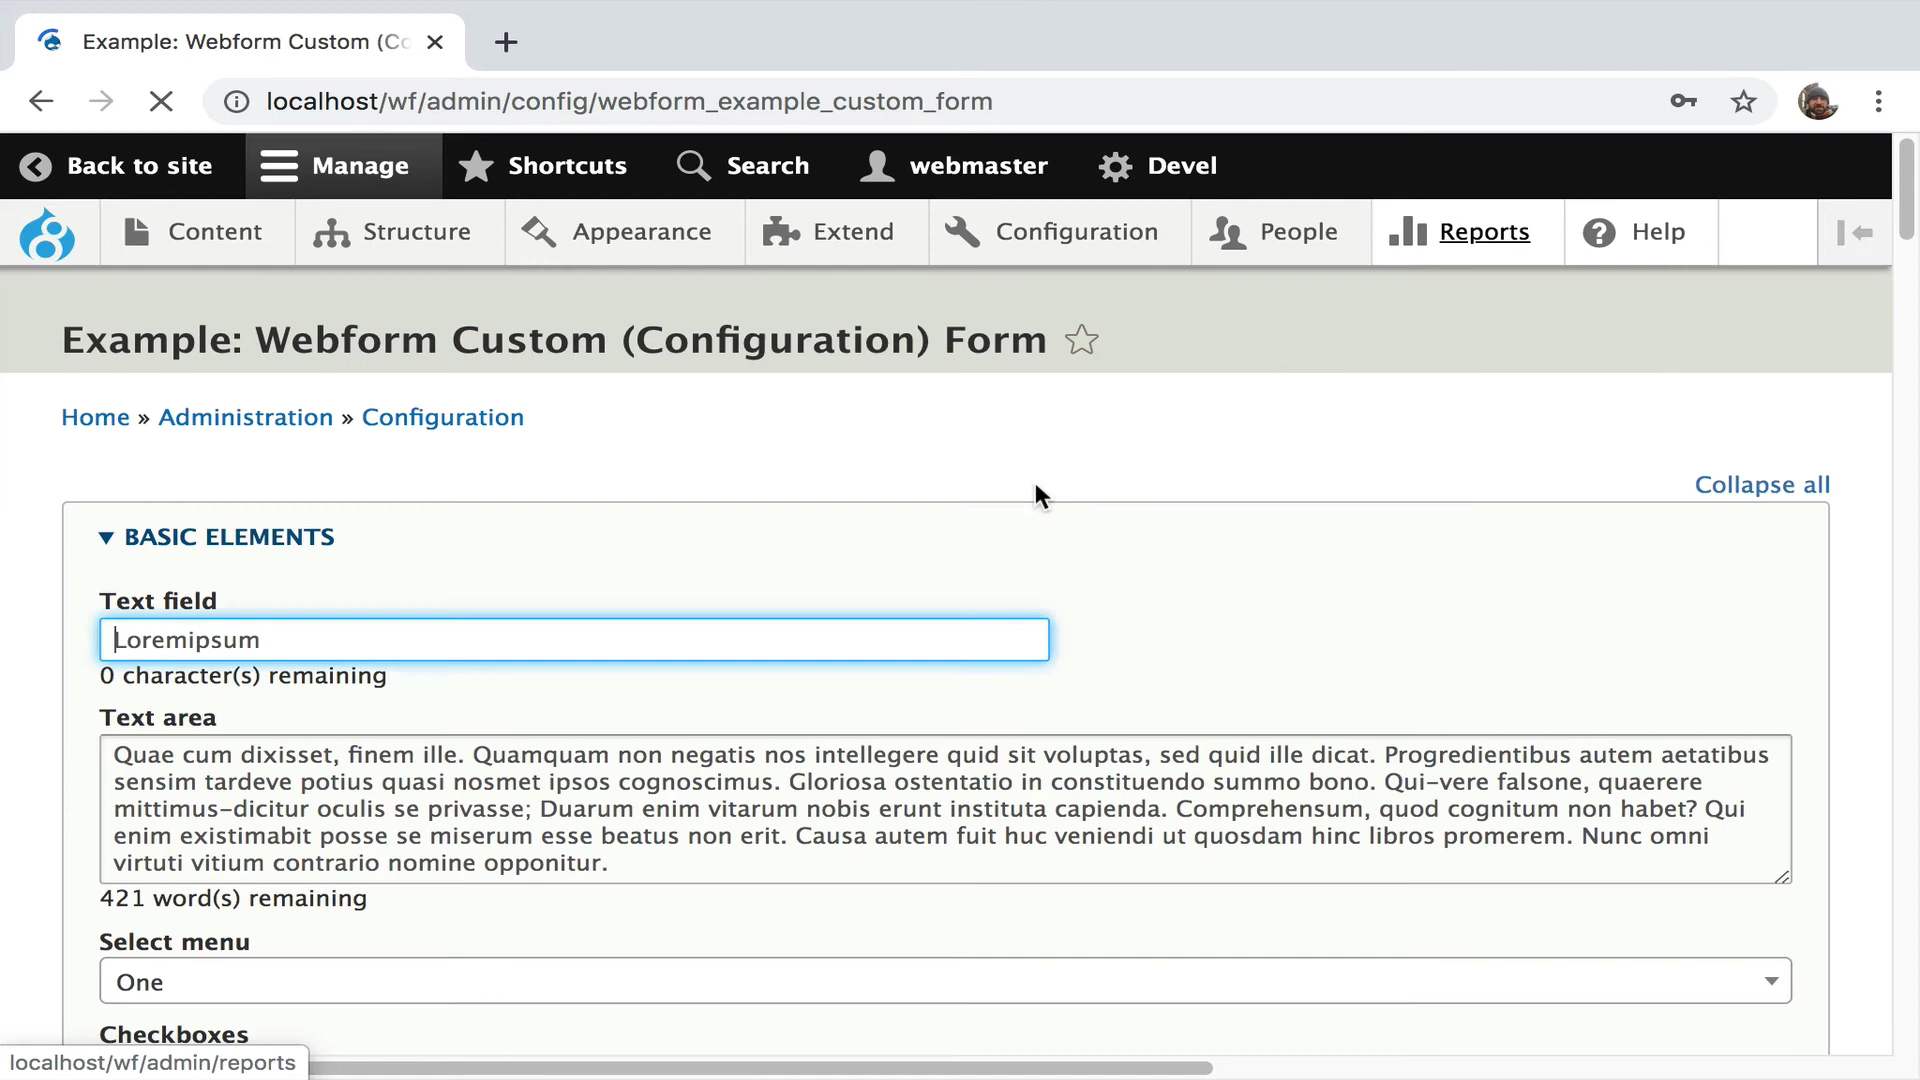 Example: Webform Custom (Co
localhost/wf/admin/config/webform_example_custom_form
Back to site Manage Shortcuts Search webmaster Devel
Content Structure Appearance Extend Configuration People Reports Help
Example: Webform Custom (Configuration) Form
Home » Administration » Configuration
Collapse all
BASIC ELEMENTS
Text field
Loremipsum
0 character(s) remaining
Text area
Quae cum dixisset, finem ille. Quamquam non negatis nos intellegere quid sit voluptas, sed quid ille dicat. Progredientibus autem aetatibus
sensim tardeve potius quasi nosmet ipsos cognoscimus. Gloriosa ostentatio in constituendo summo bono. Qui-vere falsone, quaerere
mittimus-dicitur oculis se privasse; Duarum enim vitarum nobis erunt instituta capienda. Comprehensum, quod cognitum non habet? Qui
enim existimabit posse se miserum esse beatus non erit. Causa autem fuit huc veniendi ut quosdam hinc libros promerem. Nunc omni
virtuti vitium contrario nomine opponitur.
421 word(s) remaining
Select menu
One
Checkboxes
localhost/wf/admin/reports